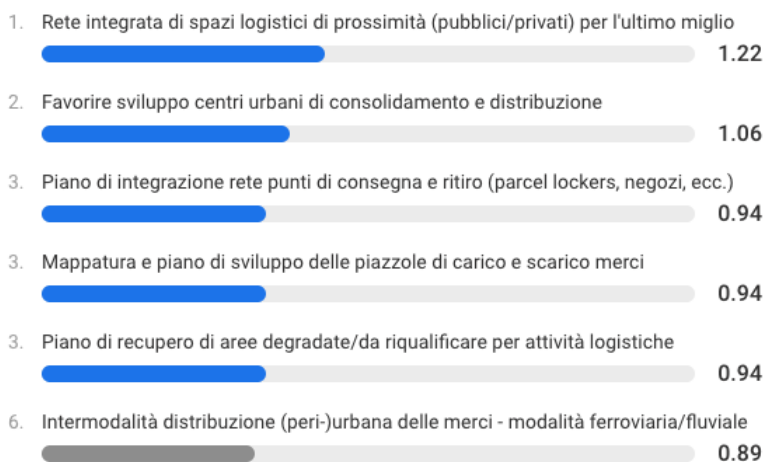 1. Rete integrata di spazi logistici di prossimità (pubblici/privati) per l'ultimo miglio
1.22
2. Favorire sviluppo centri urbani di consolidamento e distribuzione
1.06
3. Piano di integrazione rete punti di consegna e ritiro (parcel lockers, negozi, ecc.)
0.94
3. Mappatura e piano di sviluppo delle piazzole di carico e scarico merci
0.94
3. Piano di recupero di aree degradate/da riqualificare per attività logistiche
0.94
6. Intermodalità distribuzione (peri-)urbana delle merci - modalità ferroviaria/fluviale
0.89